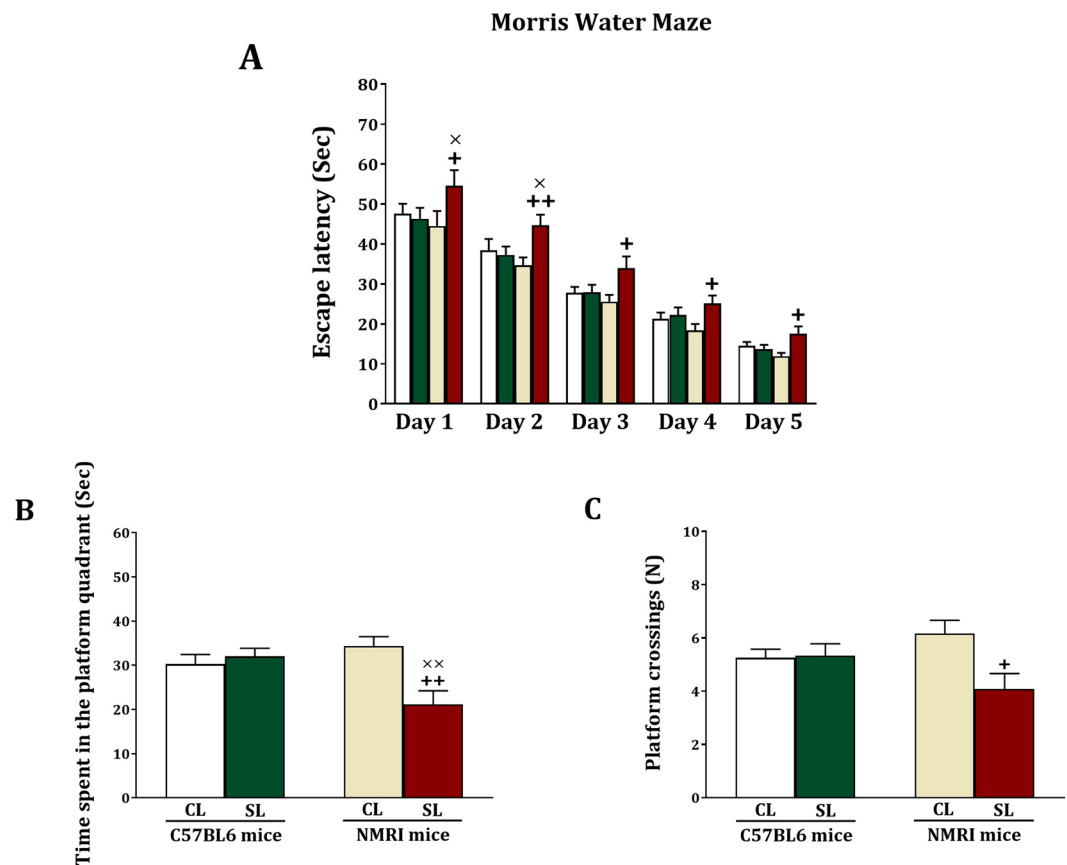 Morris Water Maze
A
Escape latency (Sec)
80
70
60
50
40
30
20
10
0
×
+
×
++
+
+
+
Day 1 Day 2 Day 3 Day 4 Day 5
B
Time spent in the platform quadrant (Sec)
60
50
40
30
20
10
0
××
++
CL SL CL SL
C57BL6 mice NMRI mice
C
Platform crossings (N)
10
8
6
4
2
0
+
CL SL CL SL
C57BL6 mice NMRI mice